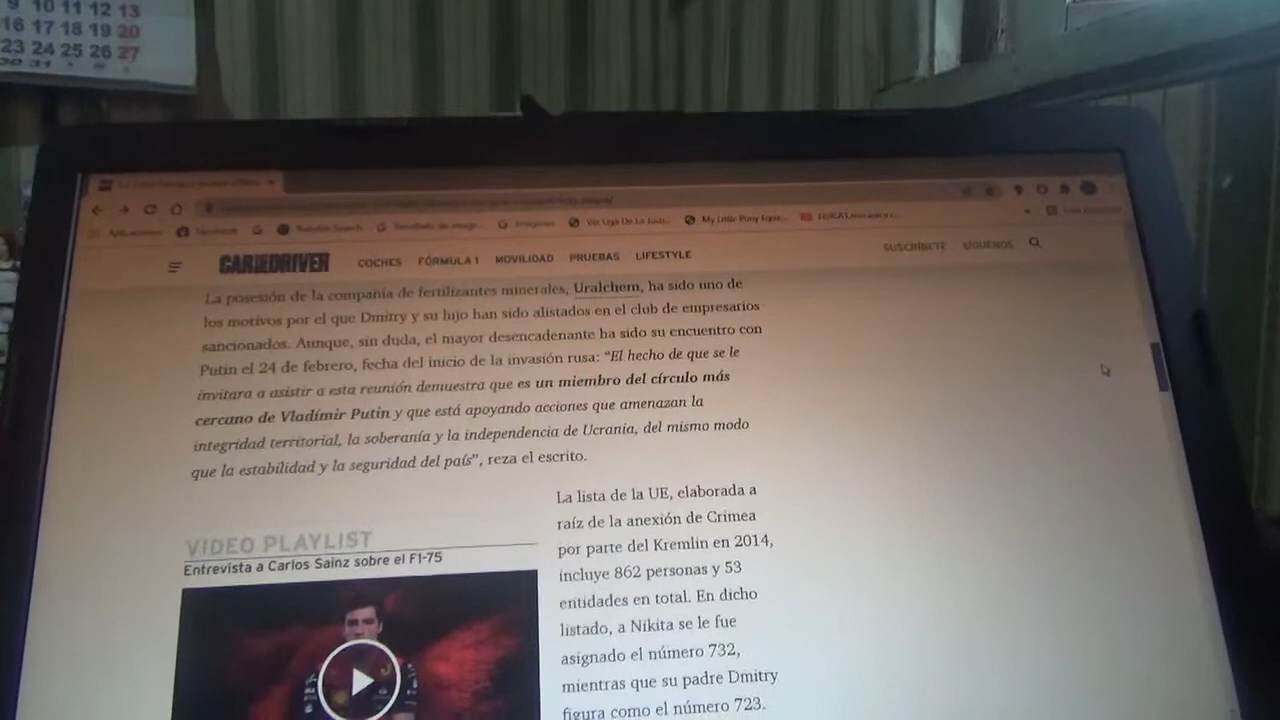 9 10 11 12 13
16 17 18 19 20
23 24 25 26 27
30 31
Facebook
My Little Pony Eque...
CAR AND DRIVER
COCHES FÓRMULA 1 MOVILIDAD PRUEBAS LIFESTYLE
SUSCRÍBETE SÍGUENOS
La posesión de la compañía de fertilizantes minerales, Uralchem, ha sido uno de
los motivos por el que Dmitry y su hijo han sido alistados en el club de empresarios
sancionados. Aunque, sin duda, el mayor desencadenante ha sido su encuentro con
Putin el 24 de febrero, fecha del inicio de la invasión rusa: “El hecho de que se le
invitara a asistir a esta reunión demuestra que es un miembro del círculo más
cercano de Vladímir Putin y que está apoyando acciones que amenazan la
integridad territorial, la soberanía y la independencia de Ucrania, del mismo modo
que la estabilidad y la seguridad del país”, reza el escrito.
VIDEO PLAYLIST
Entrevista a Carlos Sainz sobre el F1-75
La lista de la UE, elaborada a
raíz de la anexión de Crimea
por parte del Kremlin en 2014,
incluye 862 personas y 53
entidades en total. En dicho
listado, a Nikita se le fue
asignado el número 732,
mientras que su padre Dmitry
figura como el número 723.